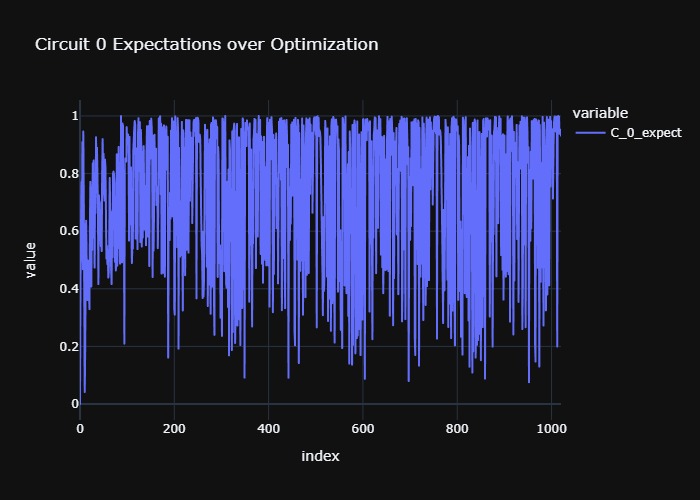 Circuit 0 Expectations over Optimization
variable
C_0_expect
value
1
0.8
0.6
0.4
0.2
0
0
200
400
600
800
1000
index